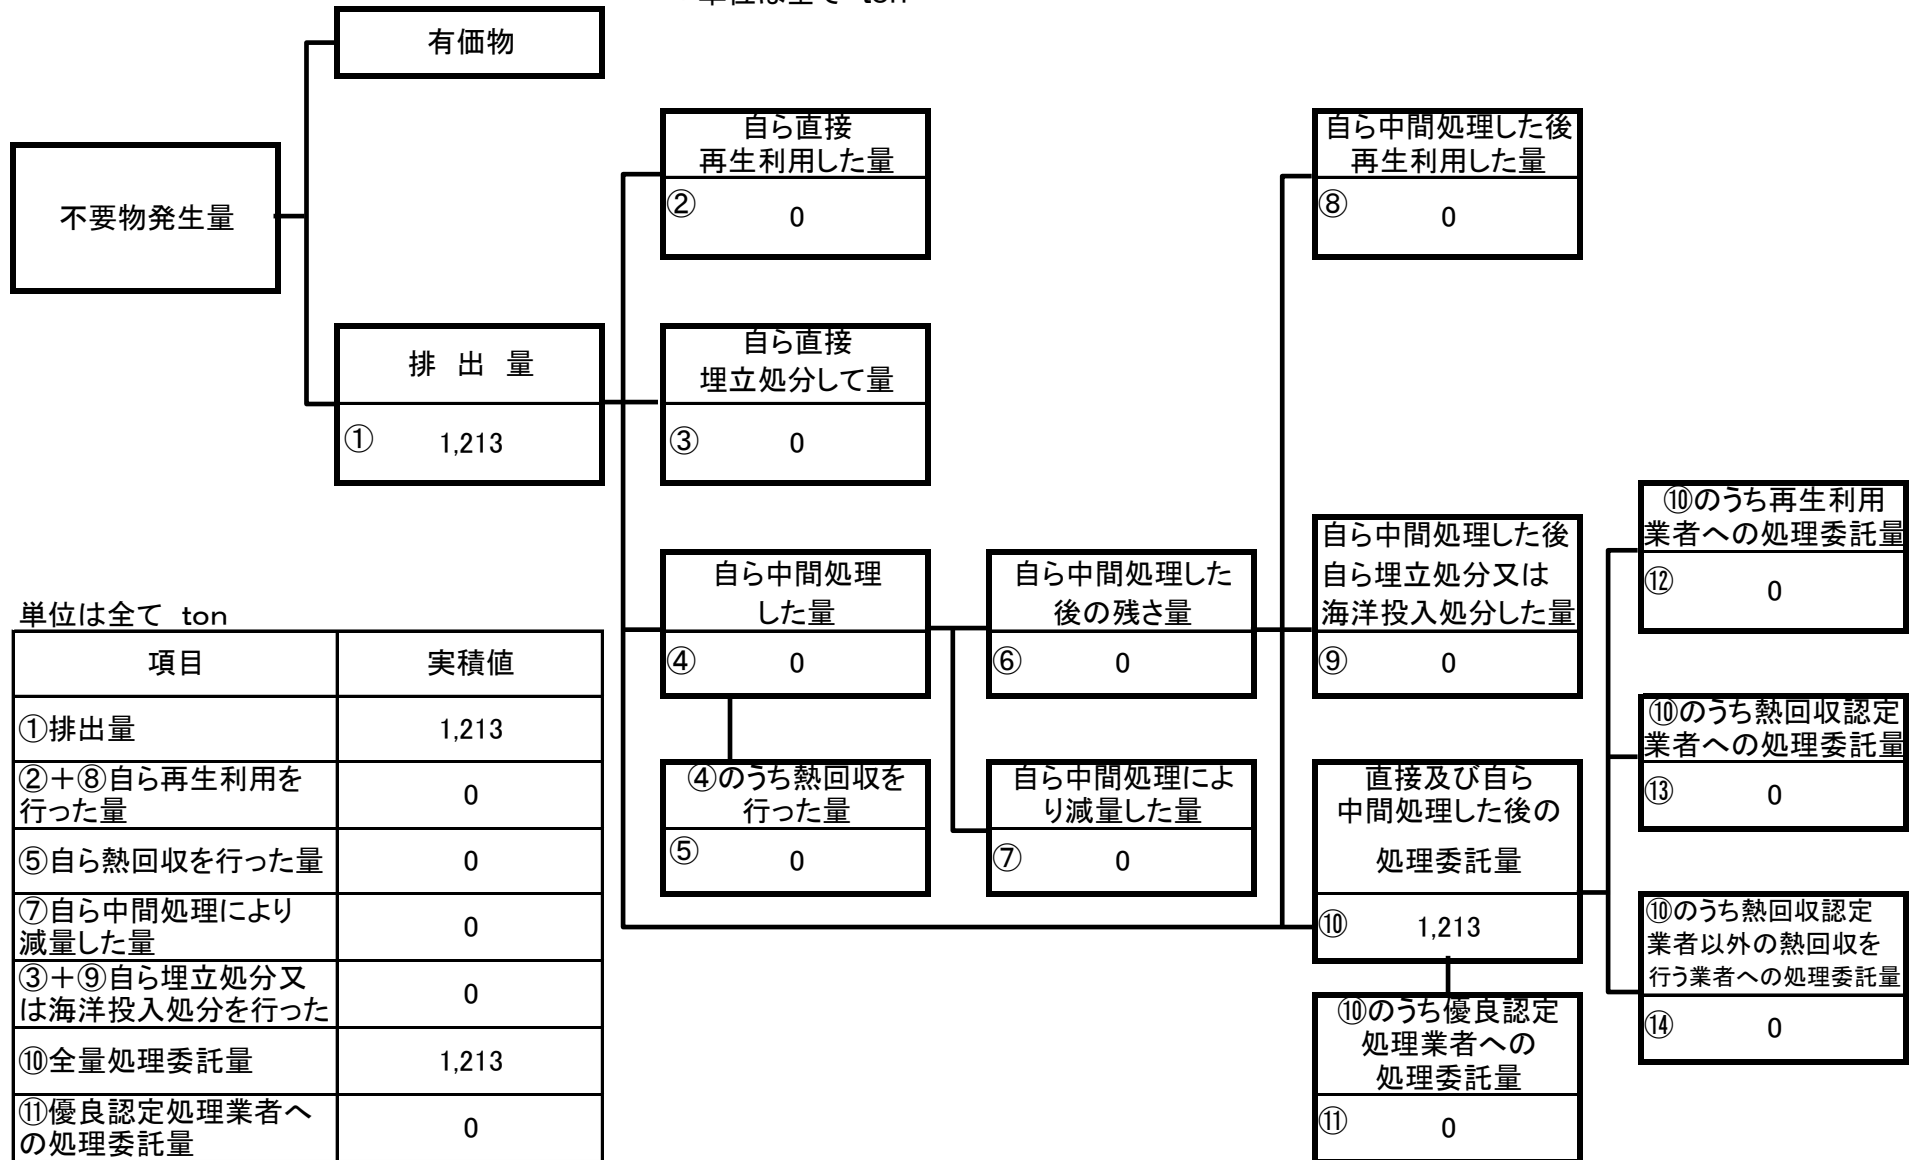 単位は全て ton
有価物
不要物発生量
排 出 量
① 1,213
自ら直接
再生利用した量
② 0
自ら直接
埋立処分して量
③ 0
自ら中間処理
した量
④ 0
④のうち熱回収を
行った量
⑤ 0
自ら中間処理した
後の残さ量
⑥ 0
自ら中間処理によ
り減量した量
⑦ 0
自ら中間処理した後
再生利用した量
⑧ 0
自ら中間処理した後
自ら埋立処分又は
海洋投入処分した量
⑨ 0
直接及び自ら
中間処理した後の
処理委託量
⑩ 1,213
⑩のうち優良認定
処理業者への
処理委託量
⑪ 0
⑩のうち再生利用
業者への処理委託量
⑫ 0
⑩のうち熱回収認定
業者への処理委託量
⑬ 0
⑩のうち熱回収認定
業者以外の熱回収を
行う業者への処理委託量
⑭ 0
単位は全て ton
項目 実積値
①排出量 1,213
②＋⑧自ら再生利用を
行った量 0
⑤自ら熱回収を行った量 0
⑦自ら中間処理により
減量した量 0
③＋⑨自ら埋立処分又
は海洋投入処分を行った 0
⑩全量処理委託量 1,213
⑪優良認定処理業者へ
の処理委託量 0